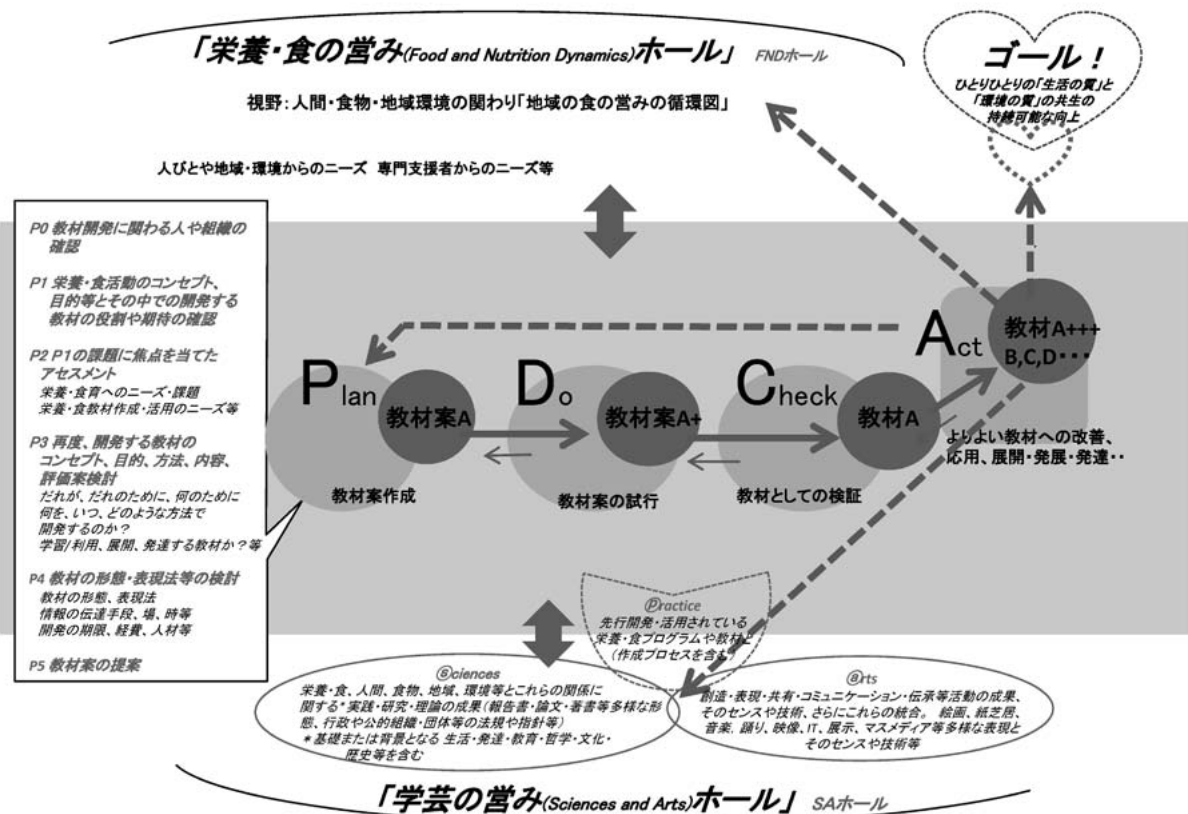 「栄養・食の営み(Food and Nutrition Dynamics)ホール」 FNDホール
視野:人間・食物・地域環境の関わり「地域の食の営みの循環図」
人びとや地域・環境からのニーズ 専門支援者からのニーズ等
ゴール!
ひとりひとりの「生活の質」と
「環境の質」の共生の
持続可能な向上
P0 教材開発に関わる人や組織の
確認
P1 栄養・食活動のコンセプト、
目的等とその中での開発する
教材の役割や期待の確認
P2 P1の課題に焦点を当てた
アセスメント
栄養・食育へのニーズ・課題
栄養・食教材作成・活用のニーズ等
P3 再度、開発する教材の
コンセプト、目的、方法、内容、
評価案検討
だれが、だれのために、何のために
何を、いつ、どのような方法で
開発するのか?
学習/利用、展開、発達する教材か?等
P4 教材の形態・表現法等の検討
教材の形態、表現法
情報の伝達手段、場、時等
開発の期限、経費、人材等
P5 教材案の提案
Plan
教材案A
教材案作成
Do
教材案A+
教材案の試行
Check
教材A
教材としての検証
Act
教材A+++
B,C,D・・・
よりよい教材への改善、
応用、展開・発展・発達・・
ⓟractice
先行開発・活用されている
栄養・食プログラムや教材など
(作成プロセスを含む)
ⓢciences
栄養・食、人間、食物、地域、環境等とこれらの関係に
関する*実践・研究・理論の成果(報告書・論文・著書等多様な形
態、行政や公的組織・団体等の法規や指針等)
*基礎または背景となる 生活・発達・教育・哲学・文化・
歴史等を含む
ⓐrts
創造・表現・共有・コミュニケーション・伝承等活動の成果、
そのセンスや技術、さらにこれらの統合。 絵画、紙芝居、
音楽、踊り、映像、IT、展示、マスメディア等多様な表現と
そのセンスや技術等
「学芸の営み(Sciences and Arts)ホール」 SAホール